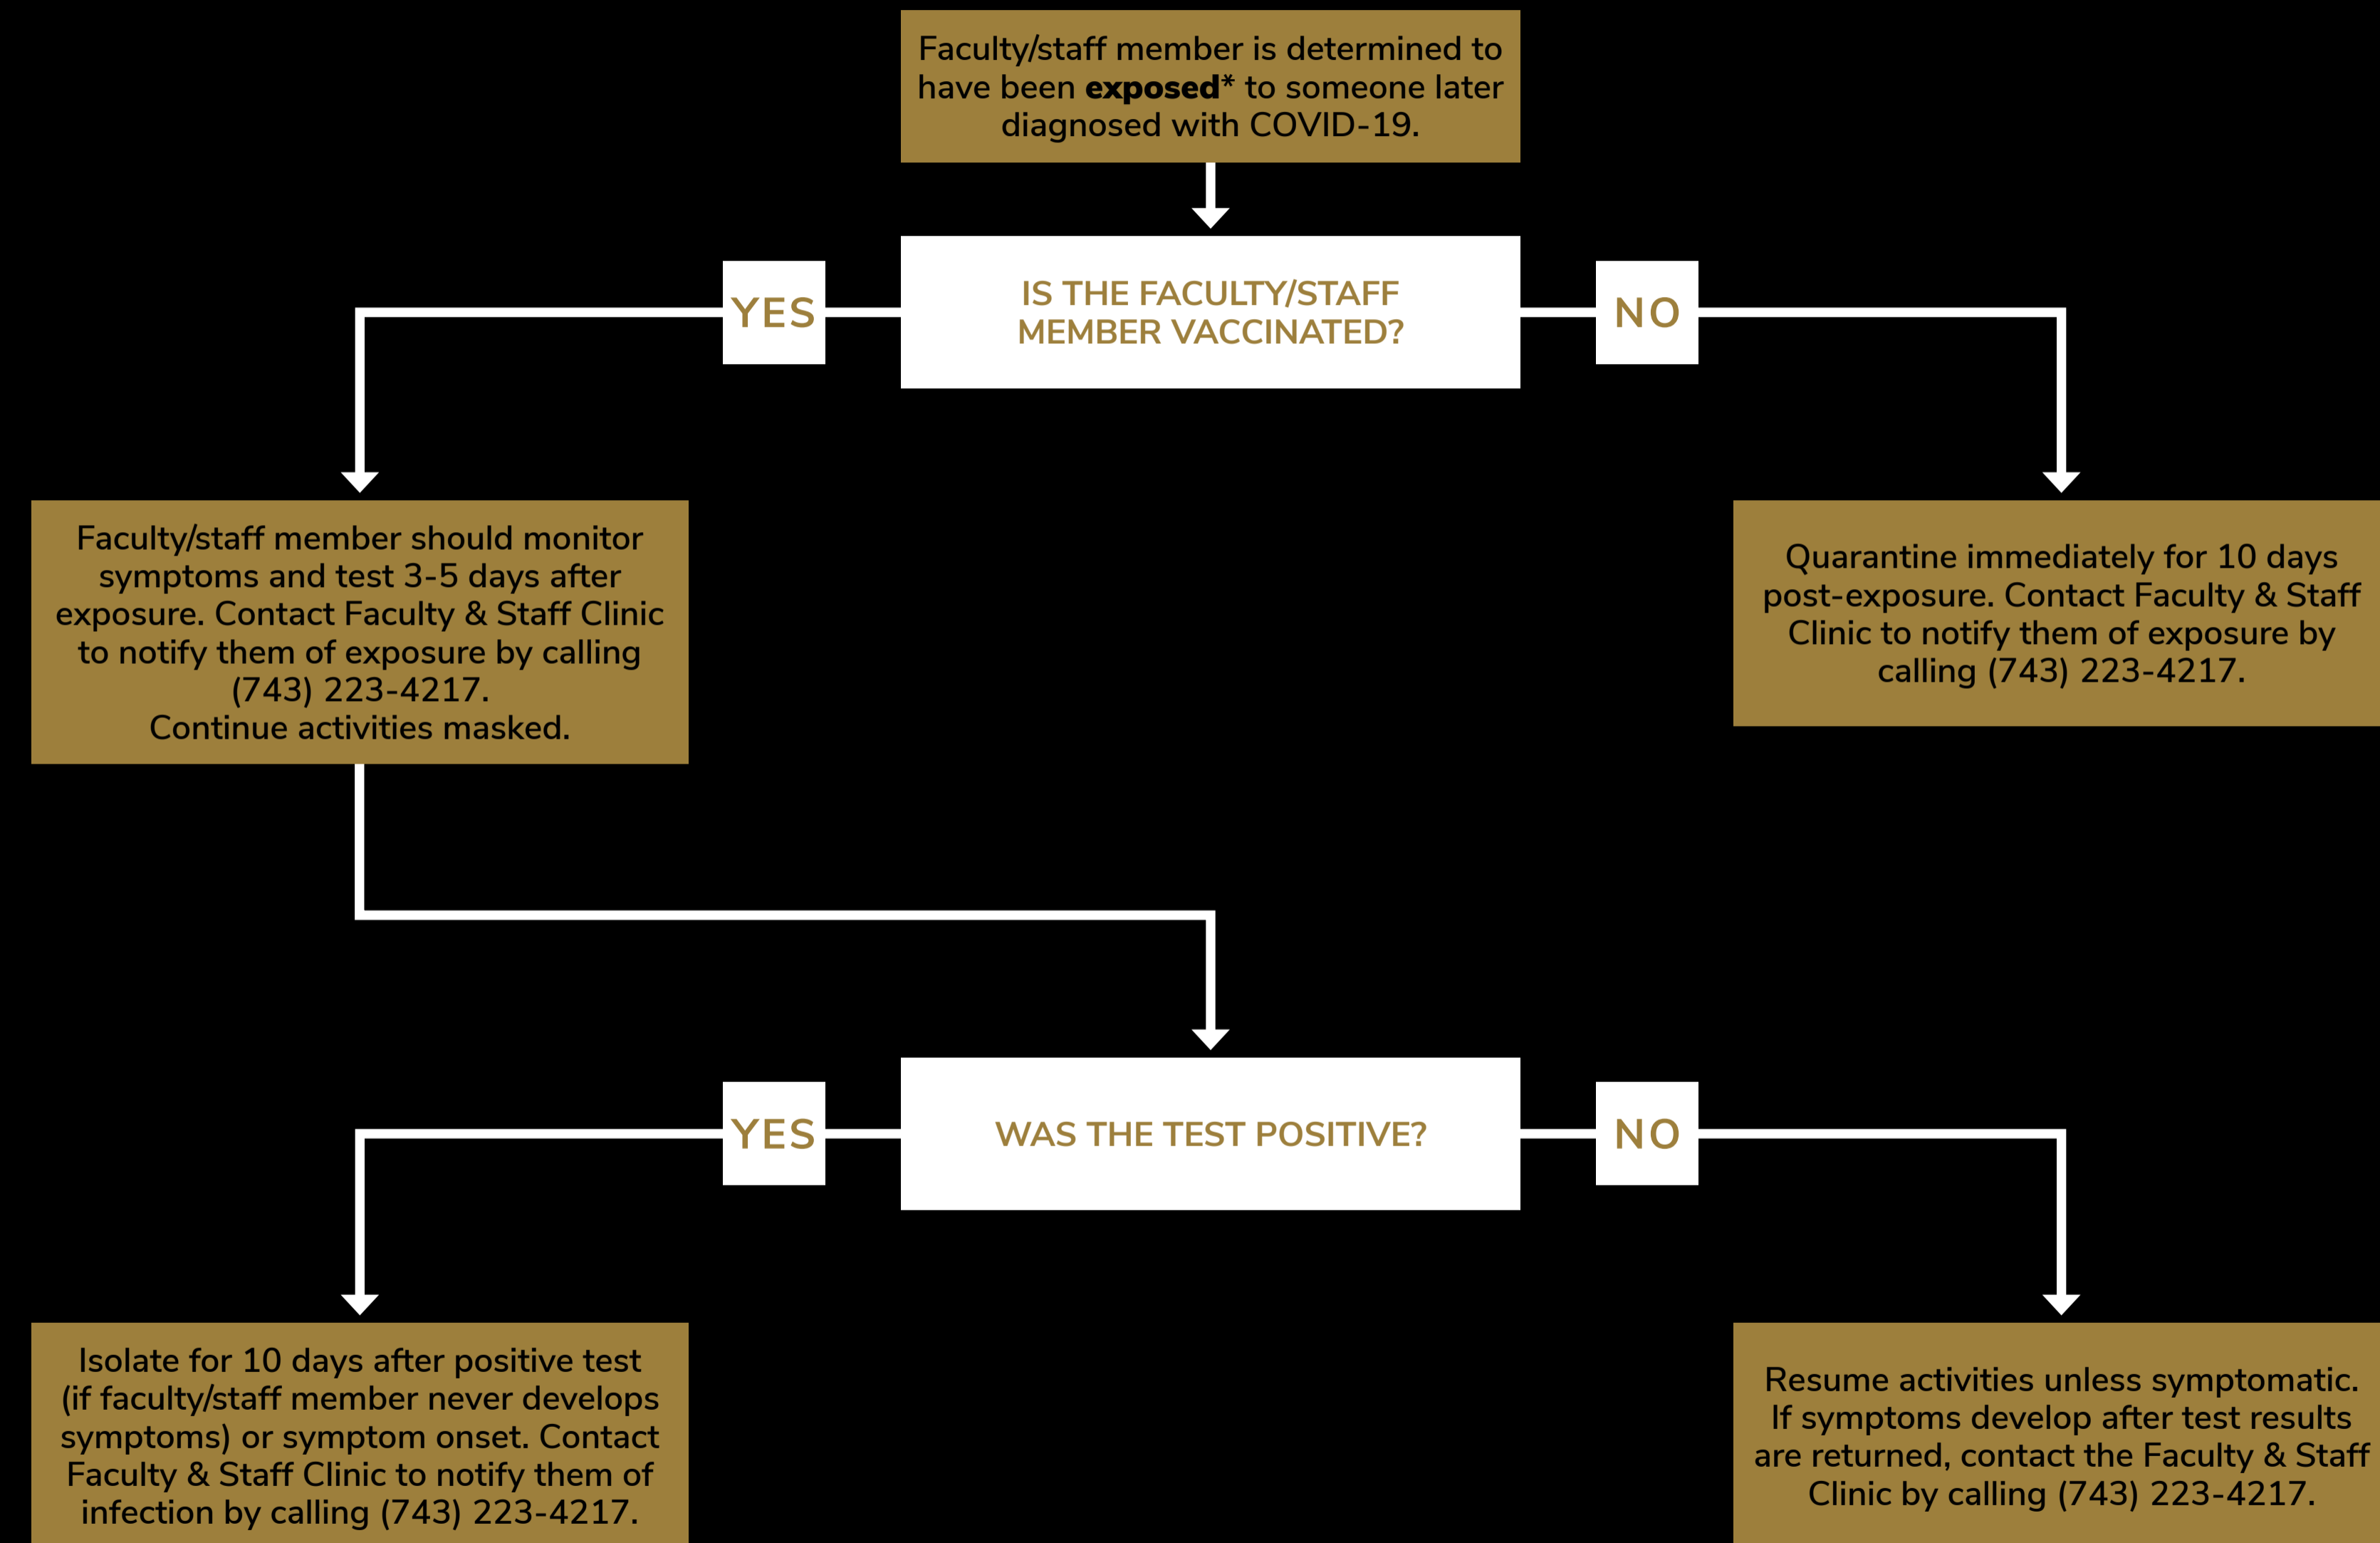 Faculty/staff member is determined to
have been exposed* to someone later
diagnosed with COVID-19.
YES
IS THE FACULTY/STAFF
MEMBER VACCINATED?
NO
Faculty/staff member should monitor
symptoms and test 3-5 days after
exposure. Contact Faculty & Staff Clinic
to notify them of exposure by calling
(743) 223-4217.
Continue activities masked.
Quarantine immediately for 10 days
post-exposure. Contact Faculty & Staff
Clinic to notify them of exposure by
calling (743) 223-4217.
YES
WAS THE TEST POSITIVE?
NO
Isolate for 10 days after positive test
(if faculty/staff member never develops
symptoms) or symptom onset. Contact
Faculty & Staff Clinic to notify them of
infection by calling (743) 223-4217.
Resume activities unless symptomatic.
If symptoms develop after test results
are returned, contact the Faculty & Staff
Clinic by calling (743) 223-4217.